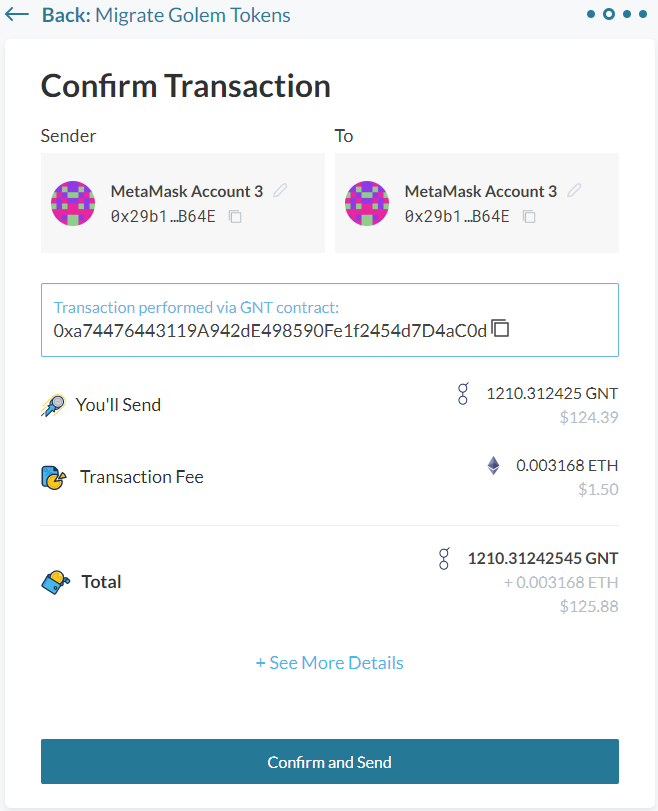 Back: Migrate Golem Tokens
Confirm Transaction
Sender
To
MetaMask Account 3
0x29b1…B64E
MetaMask Account 3
0x29b1…B64E
Transaction performed via GNT contract:
0xa74476443119A942dE498590Fe1f2454d7D4aC0d
You'll Send
1210.312425 GNT
$124.39
Transaction Fee
0.003168 ETH
$1.50
Total
1210.31242545 GNT
+ 0.003168 ETH
$125.88
+ See More Details
Confirm and Send